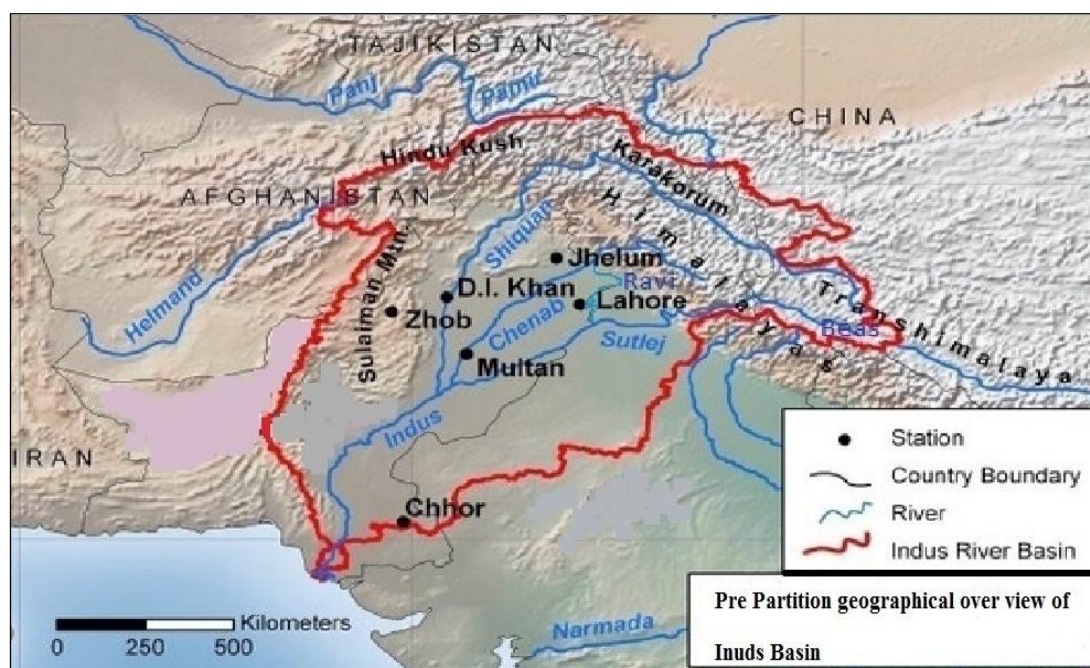 TAJIKISTAN
Panj
Pamir
CHINA
Hindu Kush
Karakorum
AFGHANISTAN
Himalayas
Shiquan
Sulaiman Mtn.
Jhelum
Ravi
Helmand
D.I. Khan
Lahore
Transhimalaya
Zhob
Chenab
Beas
Sutlej
Multan
Indus
IRAN
Chhor
Station
Country Boundary
River
Indus River Basin
Kilometers
0 250 500
Narmada
Pre Partition geographical over view of
Inuds Basin